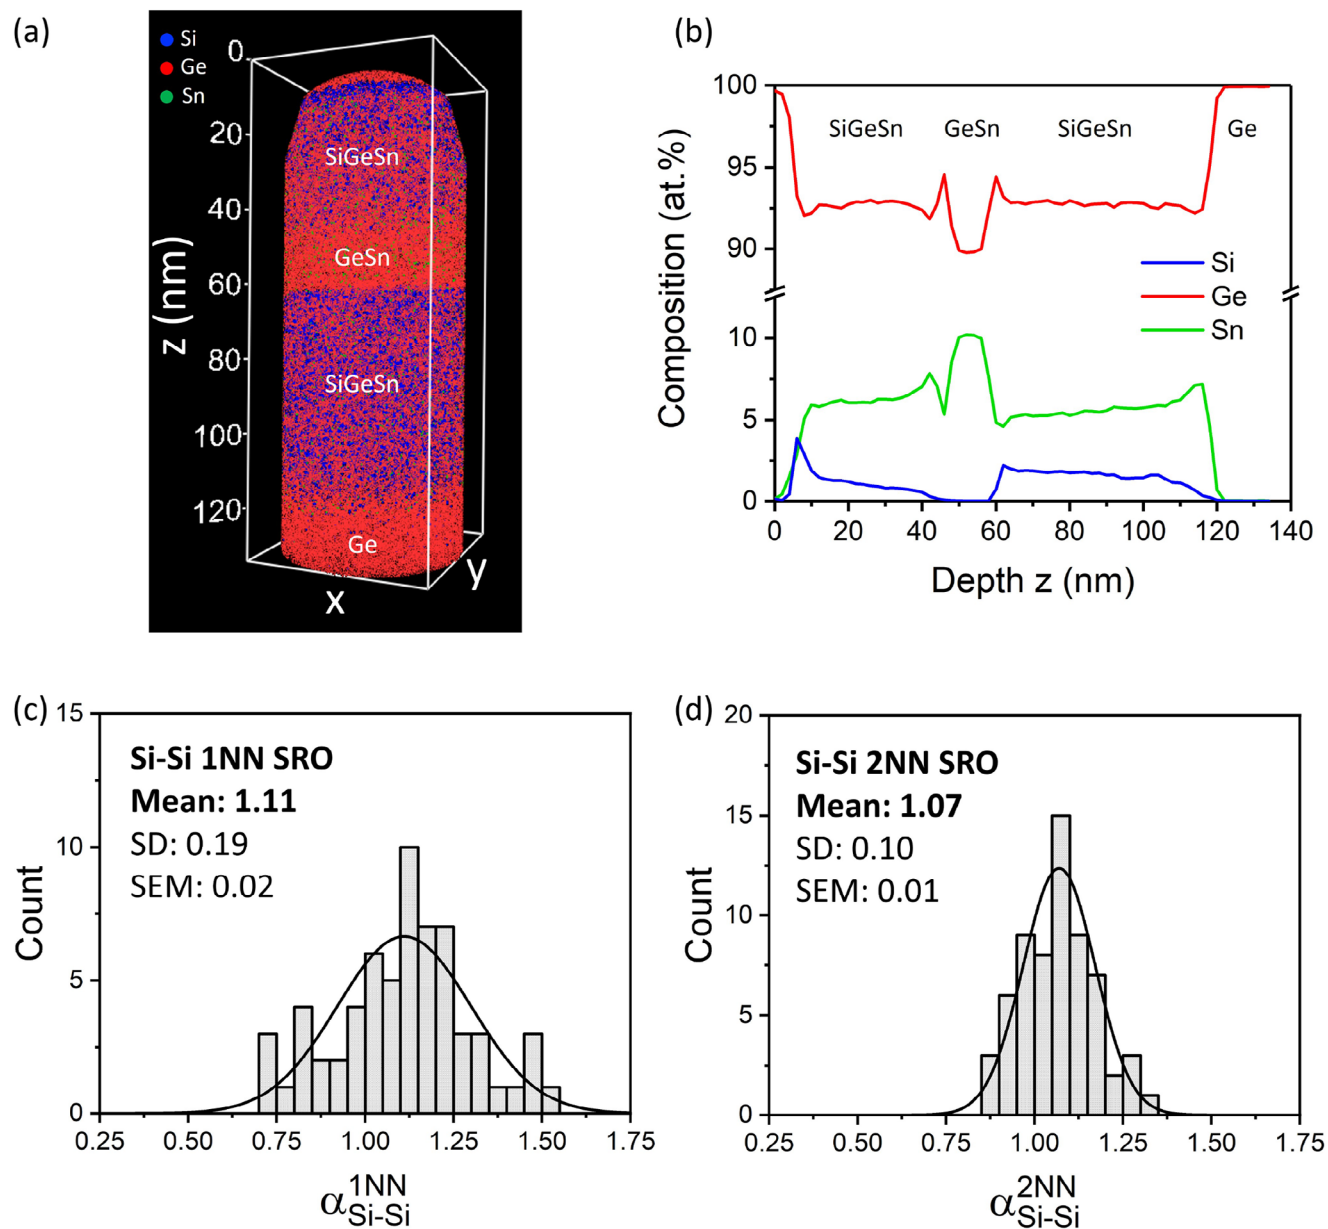 (a)
Si
Ge
Sn
0
20
40
60
80
100
120
z (nm)
SiGeSn
GeSn
SiGeSn
Ge
x
y
(b)
100
95
90
10
5
0
Composition (at.%)
SiGeSn GeSn SiGeSn Ge
Si
Ge
Sn
0 20 40 60 80 100 120 140
Depth z (nm)
(c)
15
10
5
0
Count
Si-Si 1NN SRO
Mean: 1.11
SD: 0.19
SEM: 0.02
0.25 0.50 0.75 1.00 1.25 1.50 1.75
α1NN Si-Si
(d)
20
15
10
5
0
Count
Si-Si 2NN SRO
Mean: 1.07
SD: 0.10
SEM: 0.01
0.25 0.50 0.75 1.00 1.25 1.50 1.75
α2NN Si-Si